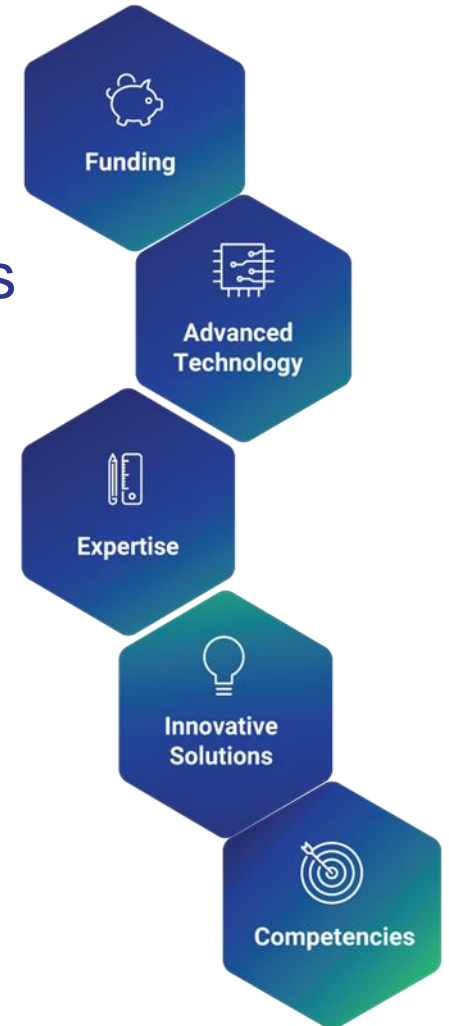 Funding
s
Advanced
Technology
Expertise
Innovative
Solutions
Competencies